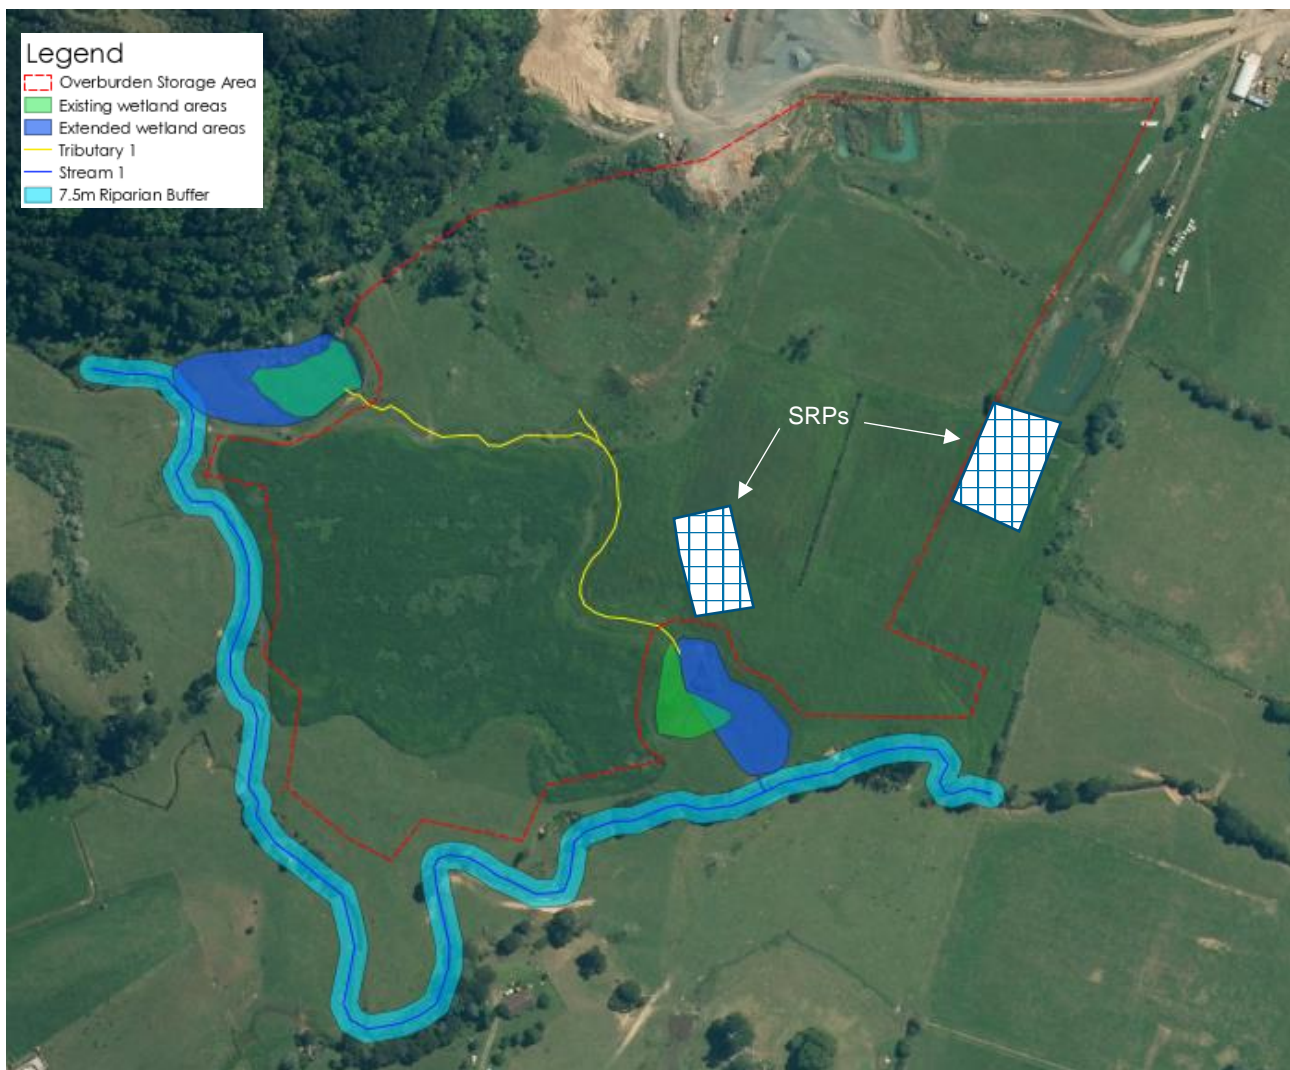 Legend
Overburden Storage Area
Existing wetland areas
Extended wetland areas
Tributary 1
Stream 1
7.5m Riparian Buffer
SRPs